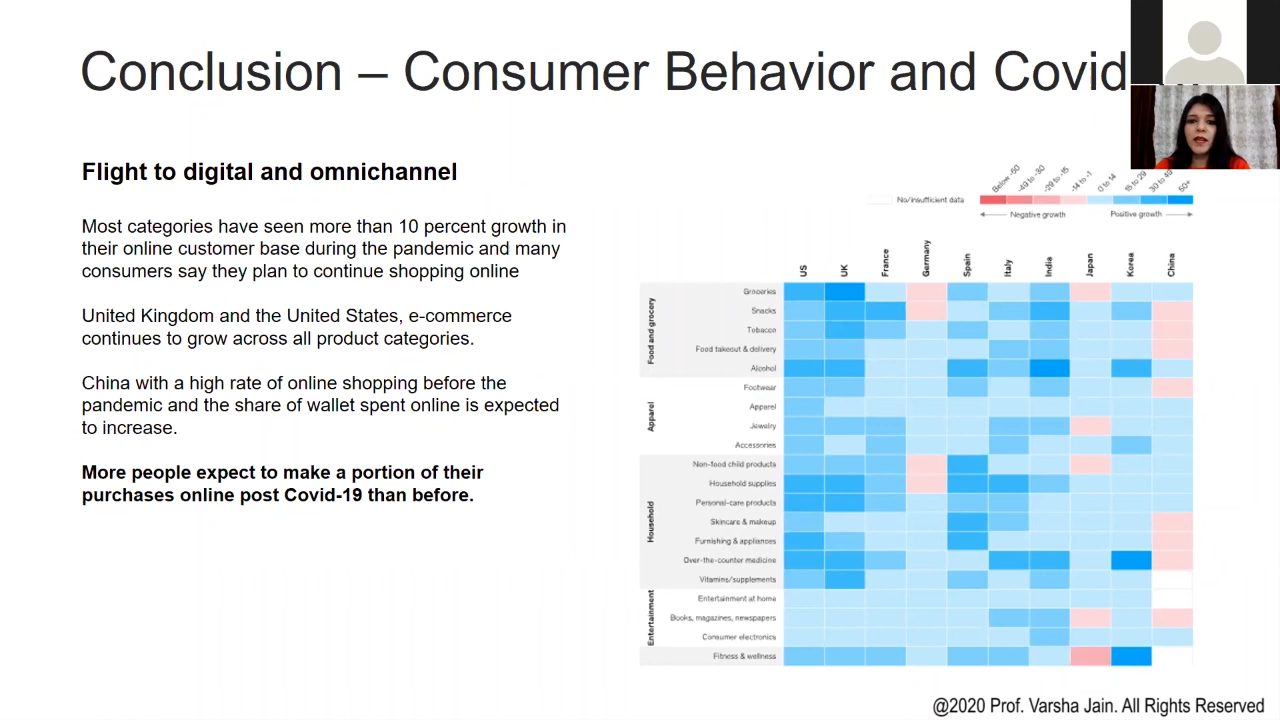 Conclusion – Consumer Behavior and Covid
Flight to digital and omnichannel
Most categories have seen more than 10 percent growth in
their online customer base during the pandemic and many
consumers say they plan to continue shopping online
United Kingdom and the United States, e-commerce
continues to grow across all product categories.
China with a high rate of online shopping before the
pandemic and the share of wallet spent online is expected
to increase.
More people expect to make a portion of their
purchases online post Covid-19 than before.
No/insufficient data
Below -50
-49 to -30
-29 to -15
-14 to -1
0 to 14
15 to 29
30 to 49
50+
Negative growth
Positive growth
US
UK
France
Germany
Spain
Italy
India
Japan
Korea
China
Food and grocery
Groceries
Snacks
Tobacco
Food takeout & delivery
Alcohol
Apparel
Footwear
Apparel
Jewelry
Accessories
Household
Non-food child products
Household supplies
Personal-care products
Skincare & makeup
Furnishing & appliances
Over-the-counter medicine
Vitamins/supplements
Entertainment
Entertainment at home
Books, magazines, newspapers
Consumer electronics
Fitness & wellness
@2020 Prof. Varsha Jain. All Rights Reserved